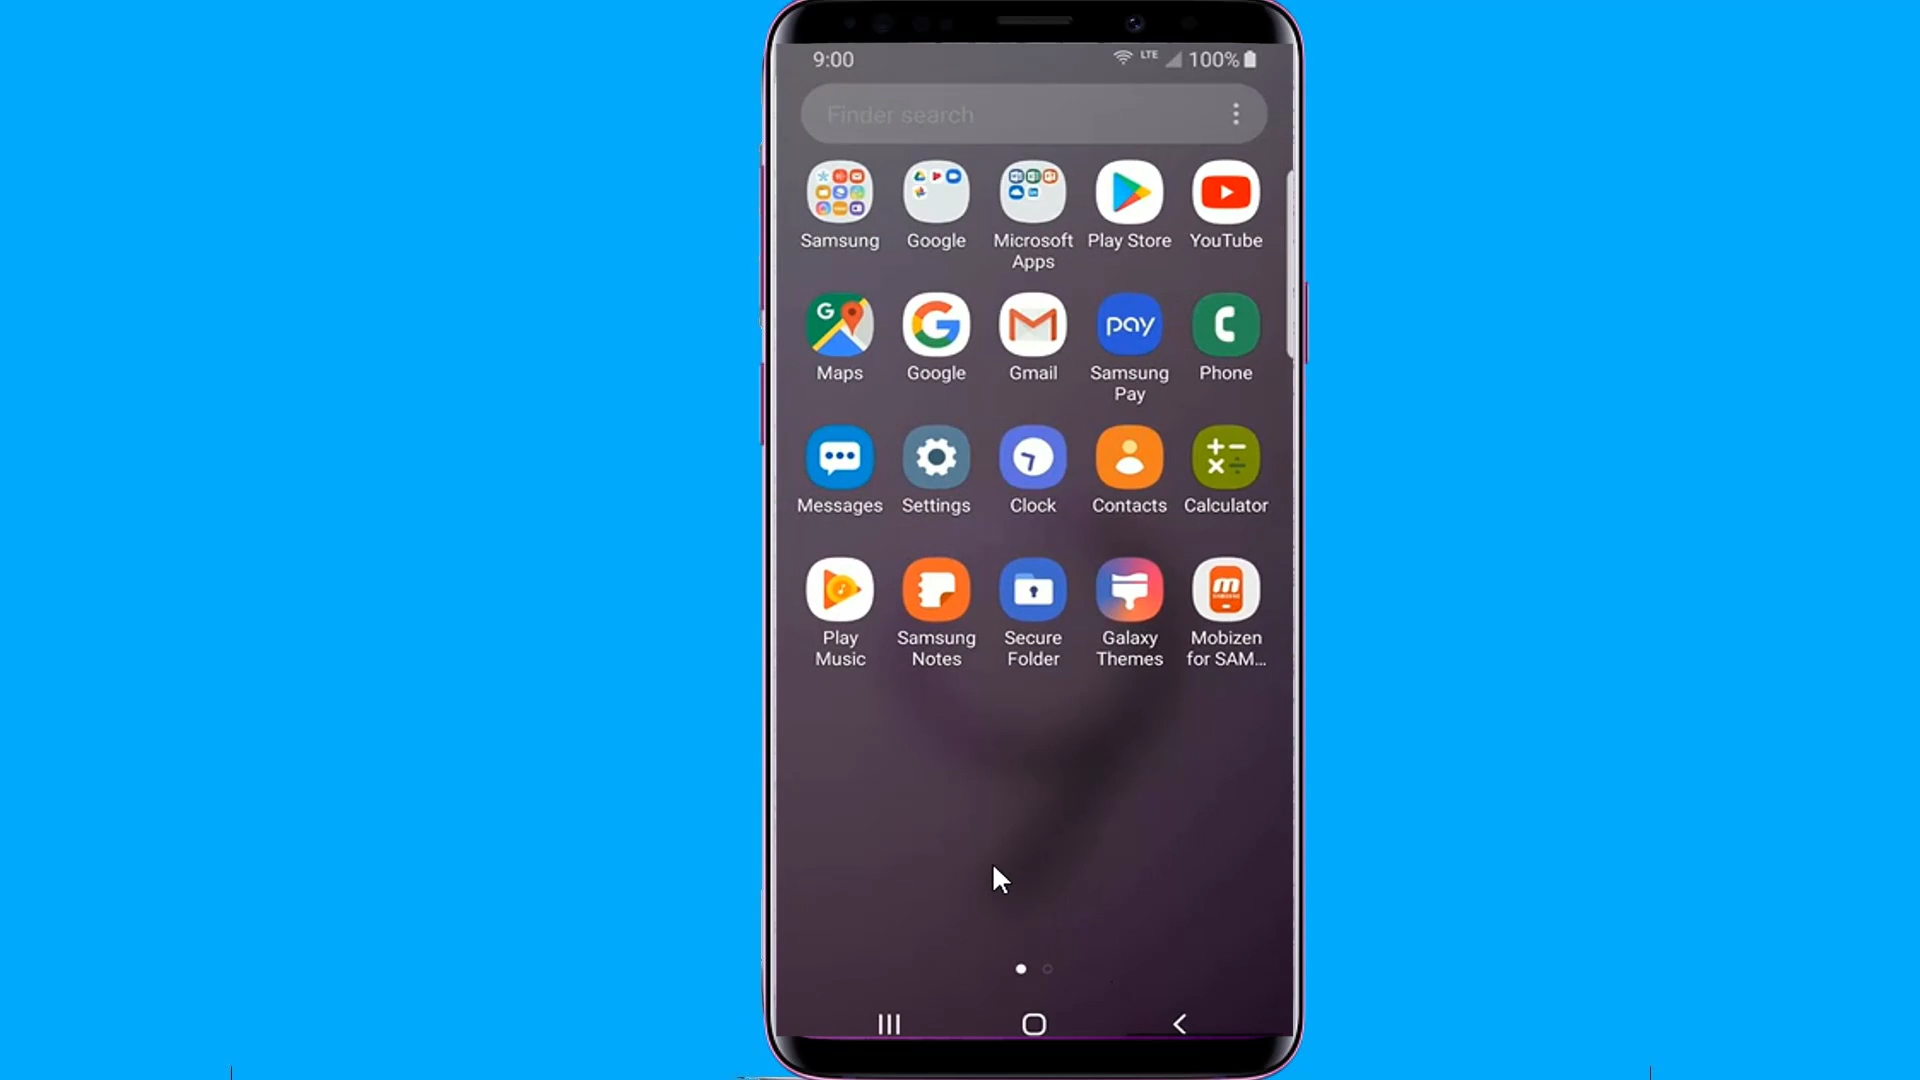 9:00
LTE 100%
Finder search
Samsung Google Microsoft Apps Play Store YouTube
G
Maps Google Gmail Samsung Pay Phone
pay
Messages Settings Clock Contacts Calculator
Play Music Samsung Notes Secure Folder Galaxy Themes Mobizen for SAM...
m